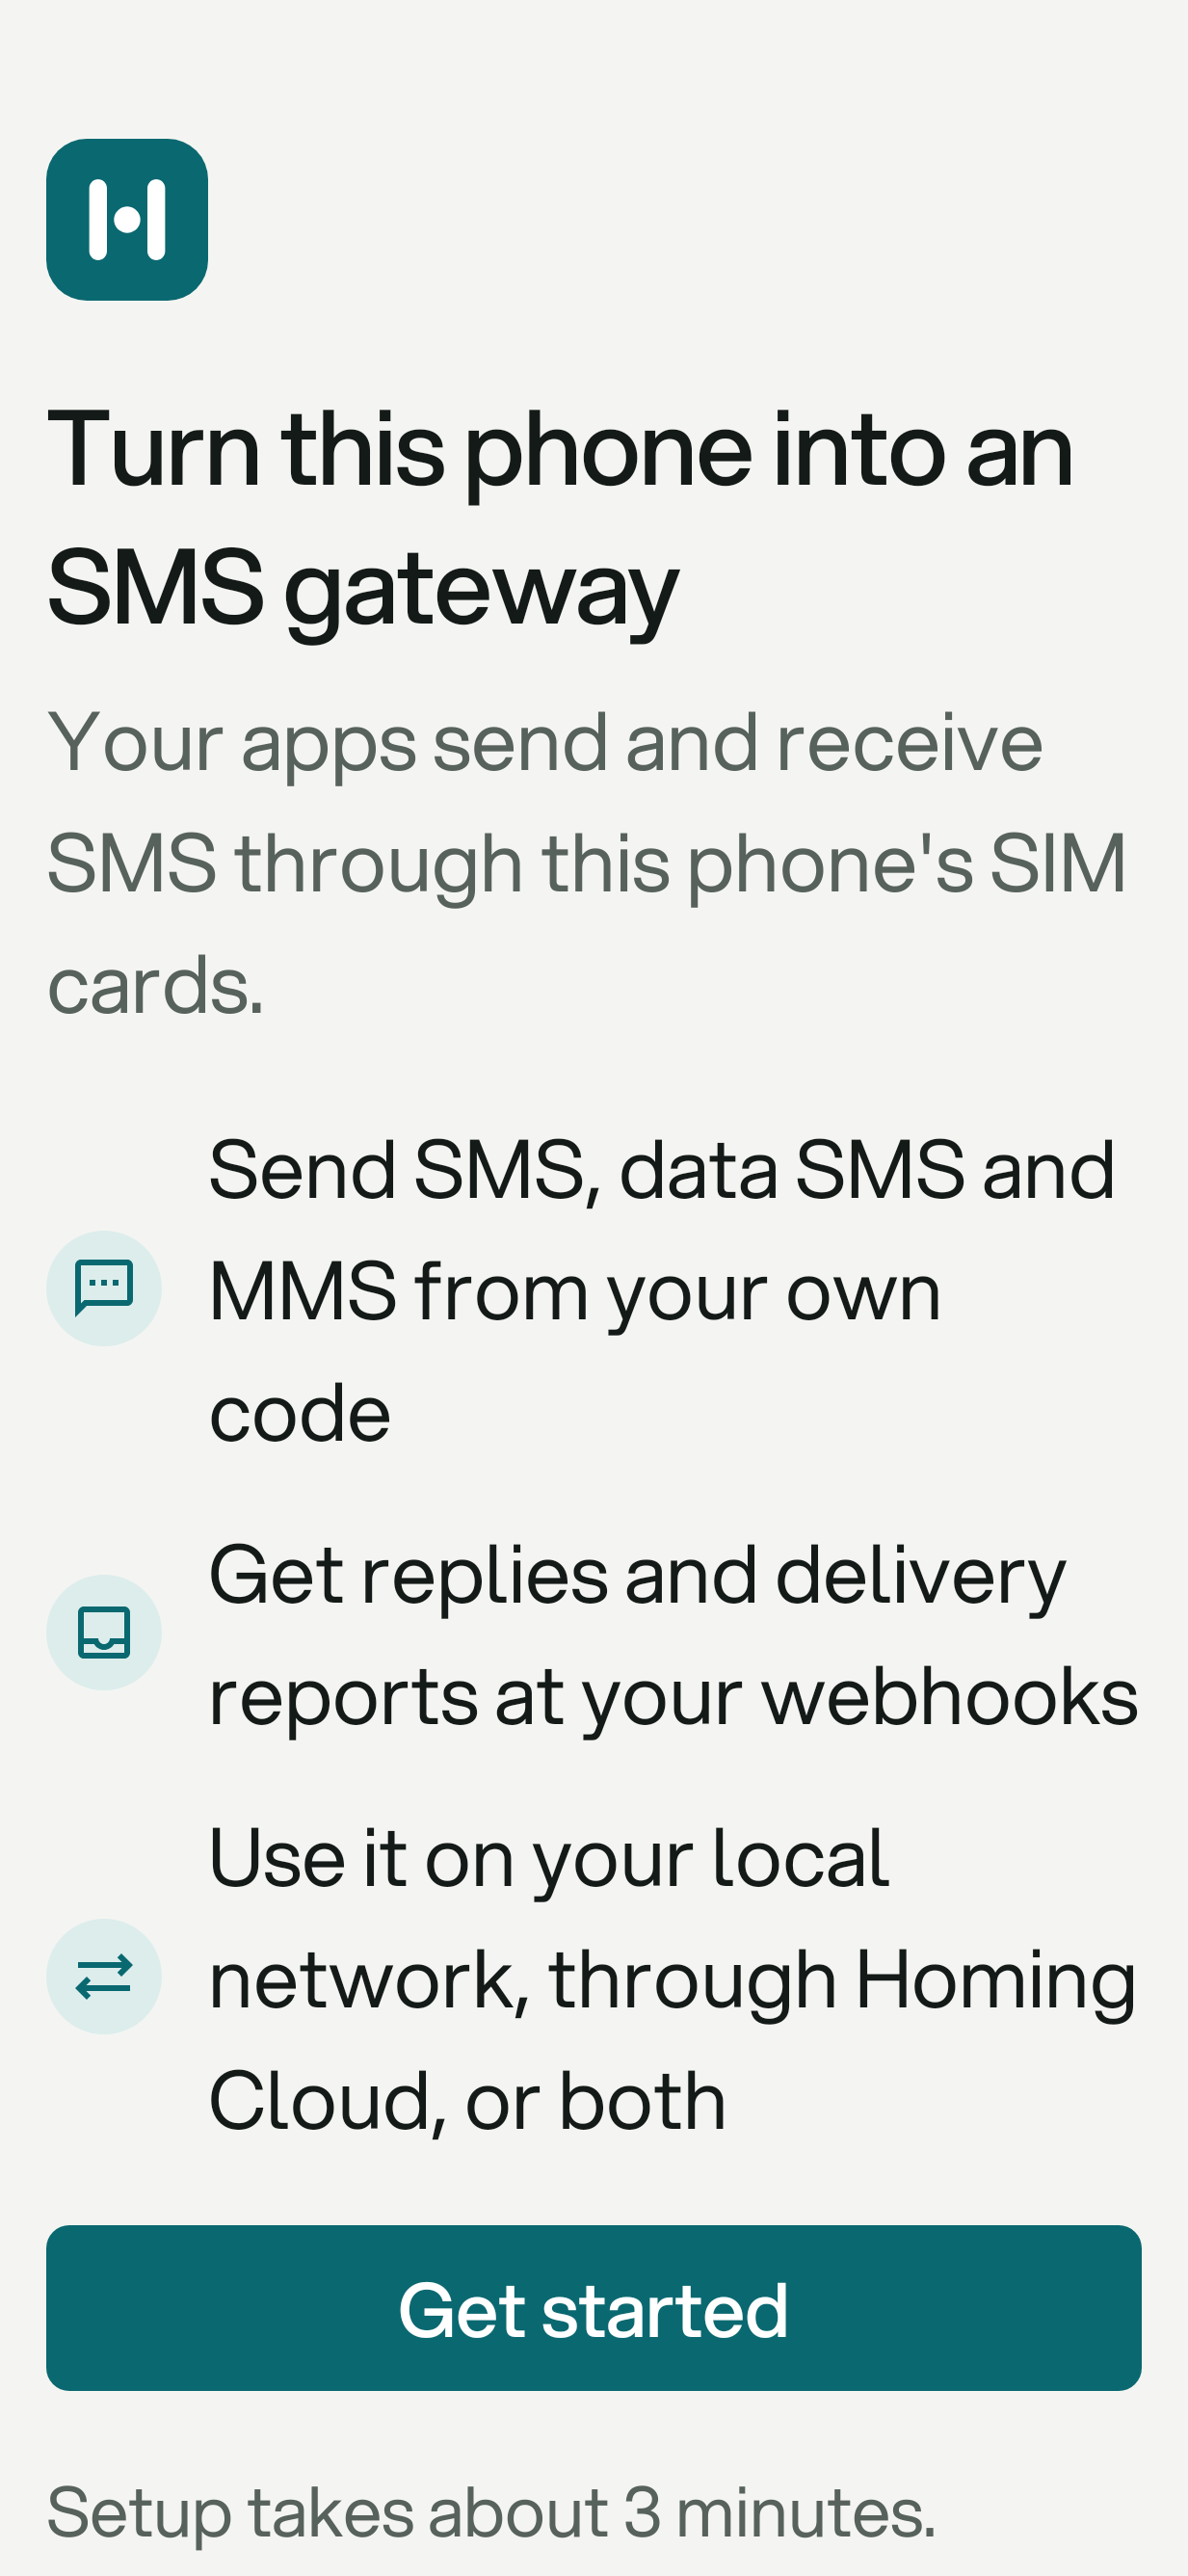 Turn this phone into an
SMS gateway
Your apps send and receive
SMS through this phone's SIM
cards.
Send SMS, data SMS and
MMS from your own
code
Get replies and delivery
reports at your webhooks
Use it on your local
network, through Homing
Cloud, or both
Get started
Setup takes about 3 minutes.